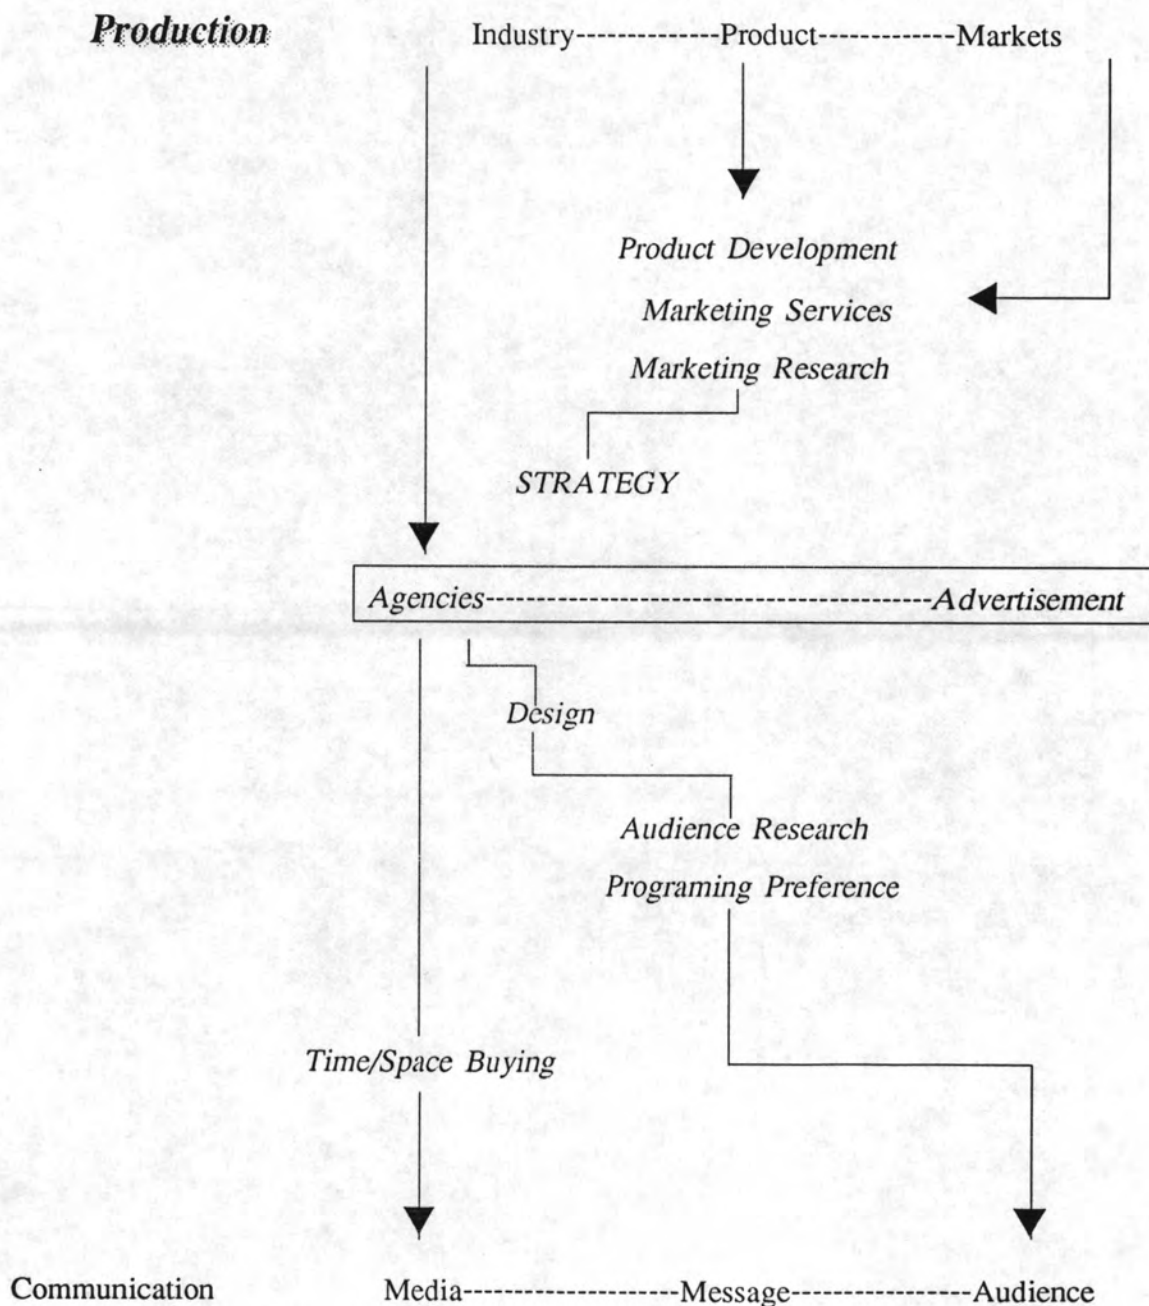 Production Industry---------------Product------------Markets
Product Development
Marketing Services
Marketing Research
STRATEGY
Agencies-----------------------------------------------Advertisement
Design
Audience Research
Programing Preference
Time/Space Buying
Communication Media-----------------------Message-------------------Audience